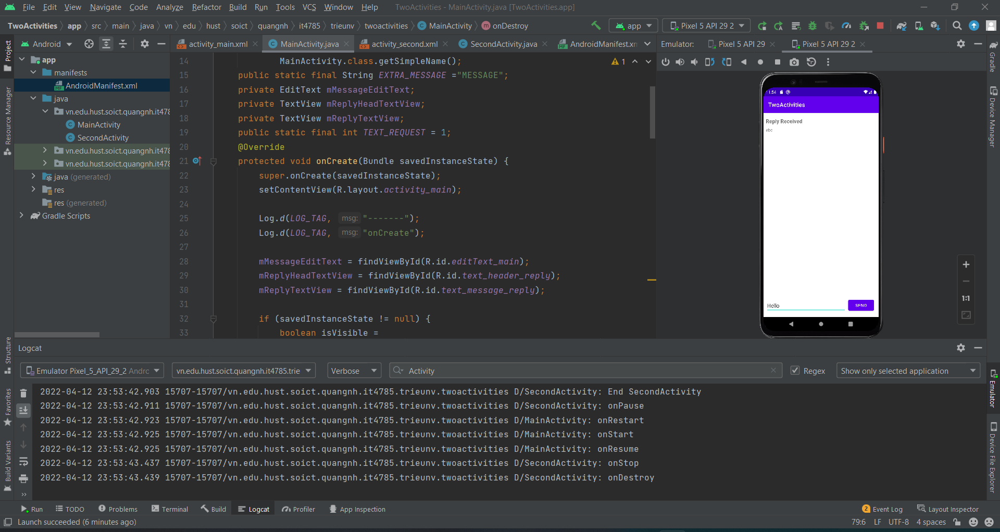 File Edit View Navigate Code Analyze Refactor Build Run Tools VCS Window Help TwoActivities - MainActivity.java [TwoActivities.app]
TwoActivities app src main java vn edu hust soict quangnh it4785 trieunv twoactivities MainActivity onDestroy app Pixel 5 API 29 2
Project
Resource Manager
Structure
Favorites
Build Variants
Android
app
manifests
AndroidManifest.xml
java
vn.edu.hust.soict.quangnh.it478
MainActivity
SecondActivity
vn.edu.hust.soict.quangnh.it478
vn.edu.hust.soict.quangnh.it478
java (generated)
res
res (generated)
Gradle Scripts
activity_main.xml MainActivity.java activity_second.xml SecondActivity.java AndroidManifest.xn
1
14 MainActivity.class.getSimpleName();
15 public static final String EXTRA_MESSAGE ="MESSAGE";
16 private EditText mMessageEditText;
17 private TextView mReplyHeadTextView;
18 private TextView mReplyTextView;
19 public static final int TEXT_REQUEST = 1;
20 @Override
21 protected void onCreate(Bundle savedInstanceState) {
22 super.onCreate(savedInstanceState);
23 setContentView(R.layout.activity_main);
24
25 Log.d(LOG_TAG, msg: "-------");
26 Log.d(LOG_TAG, msg: "onCreate");
27
28 mMessageEditText = findViewById(R.id.editText_main);
29 mReplyHeadTextView = findViewById(R.id.text_header_reply);
30 mReplyTextView = findViewById(R.id.text_message_reply);
31
32 if (savedInstanceState != null) {
33 boolean isVisible =
Emulator: Pixel 5 API 29 Pixel 5 API 29 2
11:54
TwoActivities
Reply Received
abc
Hello SEND
1:1
Gradle
Device Manager
Emulator
Device File Explorer
Logcat
Emulator Pixel_5_API_29_2 Andrc vn.edu.hust.soict.quangnh.it4785.trie Verbose Activity Regex Show only selected application
2022-04-12 23:53:42.903 15707-15707/vn.edu.hust.soict.quangnh.it4785.trieunv.twoactivities D/SecondActivity: End SecondActivity
2022-04-12 23:53:42.911 15707-15707/vn.edu.hust.soict.quangnh.it4785.trieunv.twoactivities D/SecondActivity: onPause
2022-04-12 23:53:42.923 15707-15707/vn.edu.hust.soict.quangnh.it4785.trieunv.twoactivities D/MainActivity: onRestart
2022-04-12 23:53:42.925 15707-15707/vn.edu.hust.soict.quangnh.it4785.trieunv.twoactivities D/MainActivity: onStart
2022-04-12 23:53:42.925 15707-15707/vn.edu.hust.soict.quangnh.it4785.trieunv.twoactivities D/MainActivity: onResume
2022-04-12 23:53:43.437 15707-15707/vn.edu.hust.soict.quangnh.it4785.trieunv.twoactivities D/SecondActivity: onStop
2022-04-12 23:53:43.439 15707-15707/vn.edu.hust.soict.quangnh.it4785.trieunv.twoactivities D/SecondActivity: onDestroy
Run TODO Problems Terminal Build Logcat Profiler App Inspection 2 Event Log Layout Inspector
Launch succeeded (6 minutes ago) 79:6 LF UTF-8 4 spaces